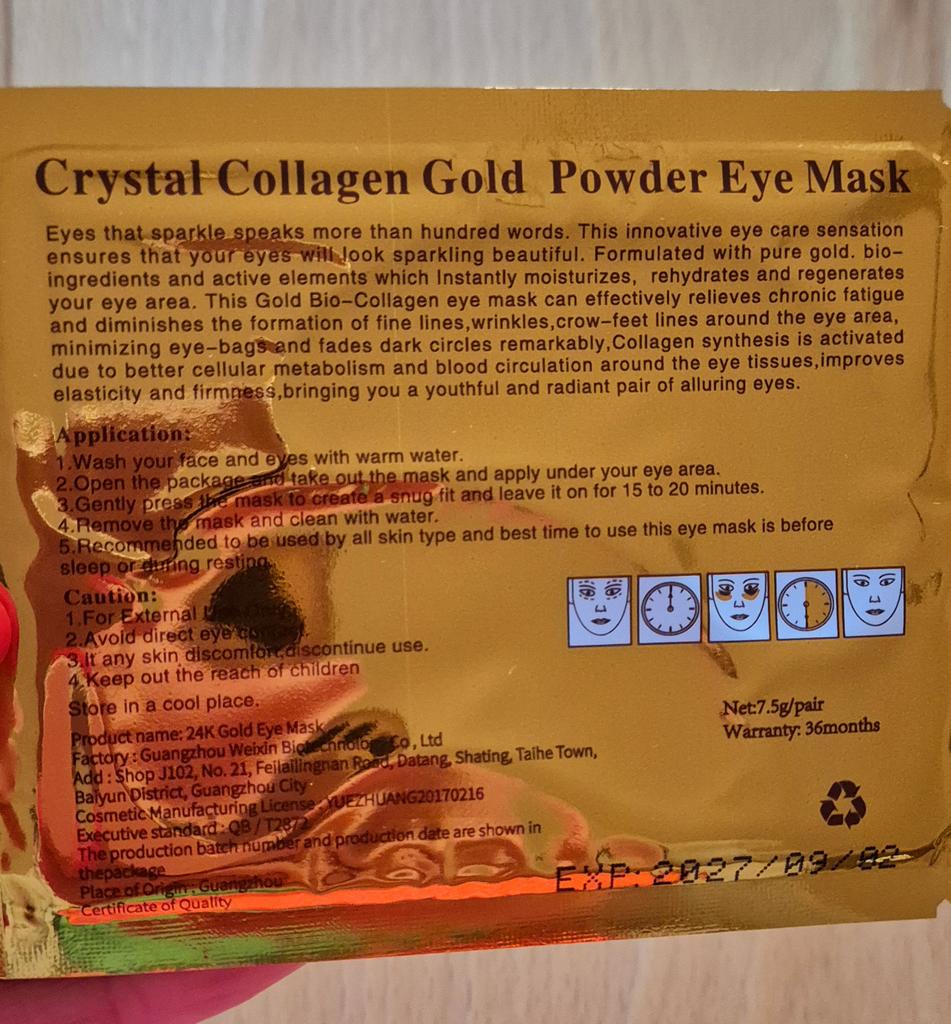 Crystal Collagen Gold Powder Eye Mask
Eyes that sparkle speaks more than hundred words. This innovative eye care sensation
ensures that your eyes will look sparkling beautiful. Formulated with pure gold. bio-
ingredients and active elements which Instantly moisturizes, rehydrates and regenerates
your eye area. This Gold Bio-Collagen eye mask can effectively relieves chronic fatigue
and diminishes the formation of fine lines,wrinkles,crow-feet lines around the eye area,
minimizing eye-bags and fades dark circles remarkably,Collagen synthesis is activated
due to better cellular metabolism and blood circulation around the eye tissues,improves
elasticity and firmness,bringing you a youthful and radiant pair of alluring eyes.
Application:
1.Wash your face and eyes with warm water.
2.Open the package and take out the mask and apply under your eye area.
3.Gently press the mask to create a snug fit and leave it on for 15 to 20 minutes.
4.Remove the mask and clean with water.
5.Recommended to be used by all skin type and best time to use this eye mask is before
sleep or during resting.
Caution:
1.For External Use Only.
2.Avoid direct eye contact.
3.It any skin discomfort,discontinue use.
4.Keep out the reach of children
Store in a cool place.
Product name: 24K Gold Eye Mask
Factory : Guangzhou Weixin Biotechnology Co , Ltd
Add : Shop J102, No. 21, Feilailingnan Road, Datang, Shating, Taihe Town,
Baiyun District, Guangzhou City
Cosmetic Manufacturing License : YUEZHUANG20170216
Executive standard : QB / T2872
The production batch number and production date are shown in
thepackage
Place of Origin : Guangzhou
Certificate of Quality
Net:7.5g/pair
Warranty: 36months
EXP: 2027/09/02